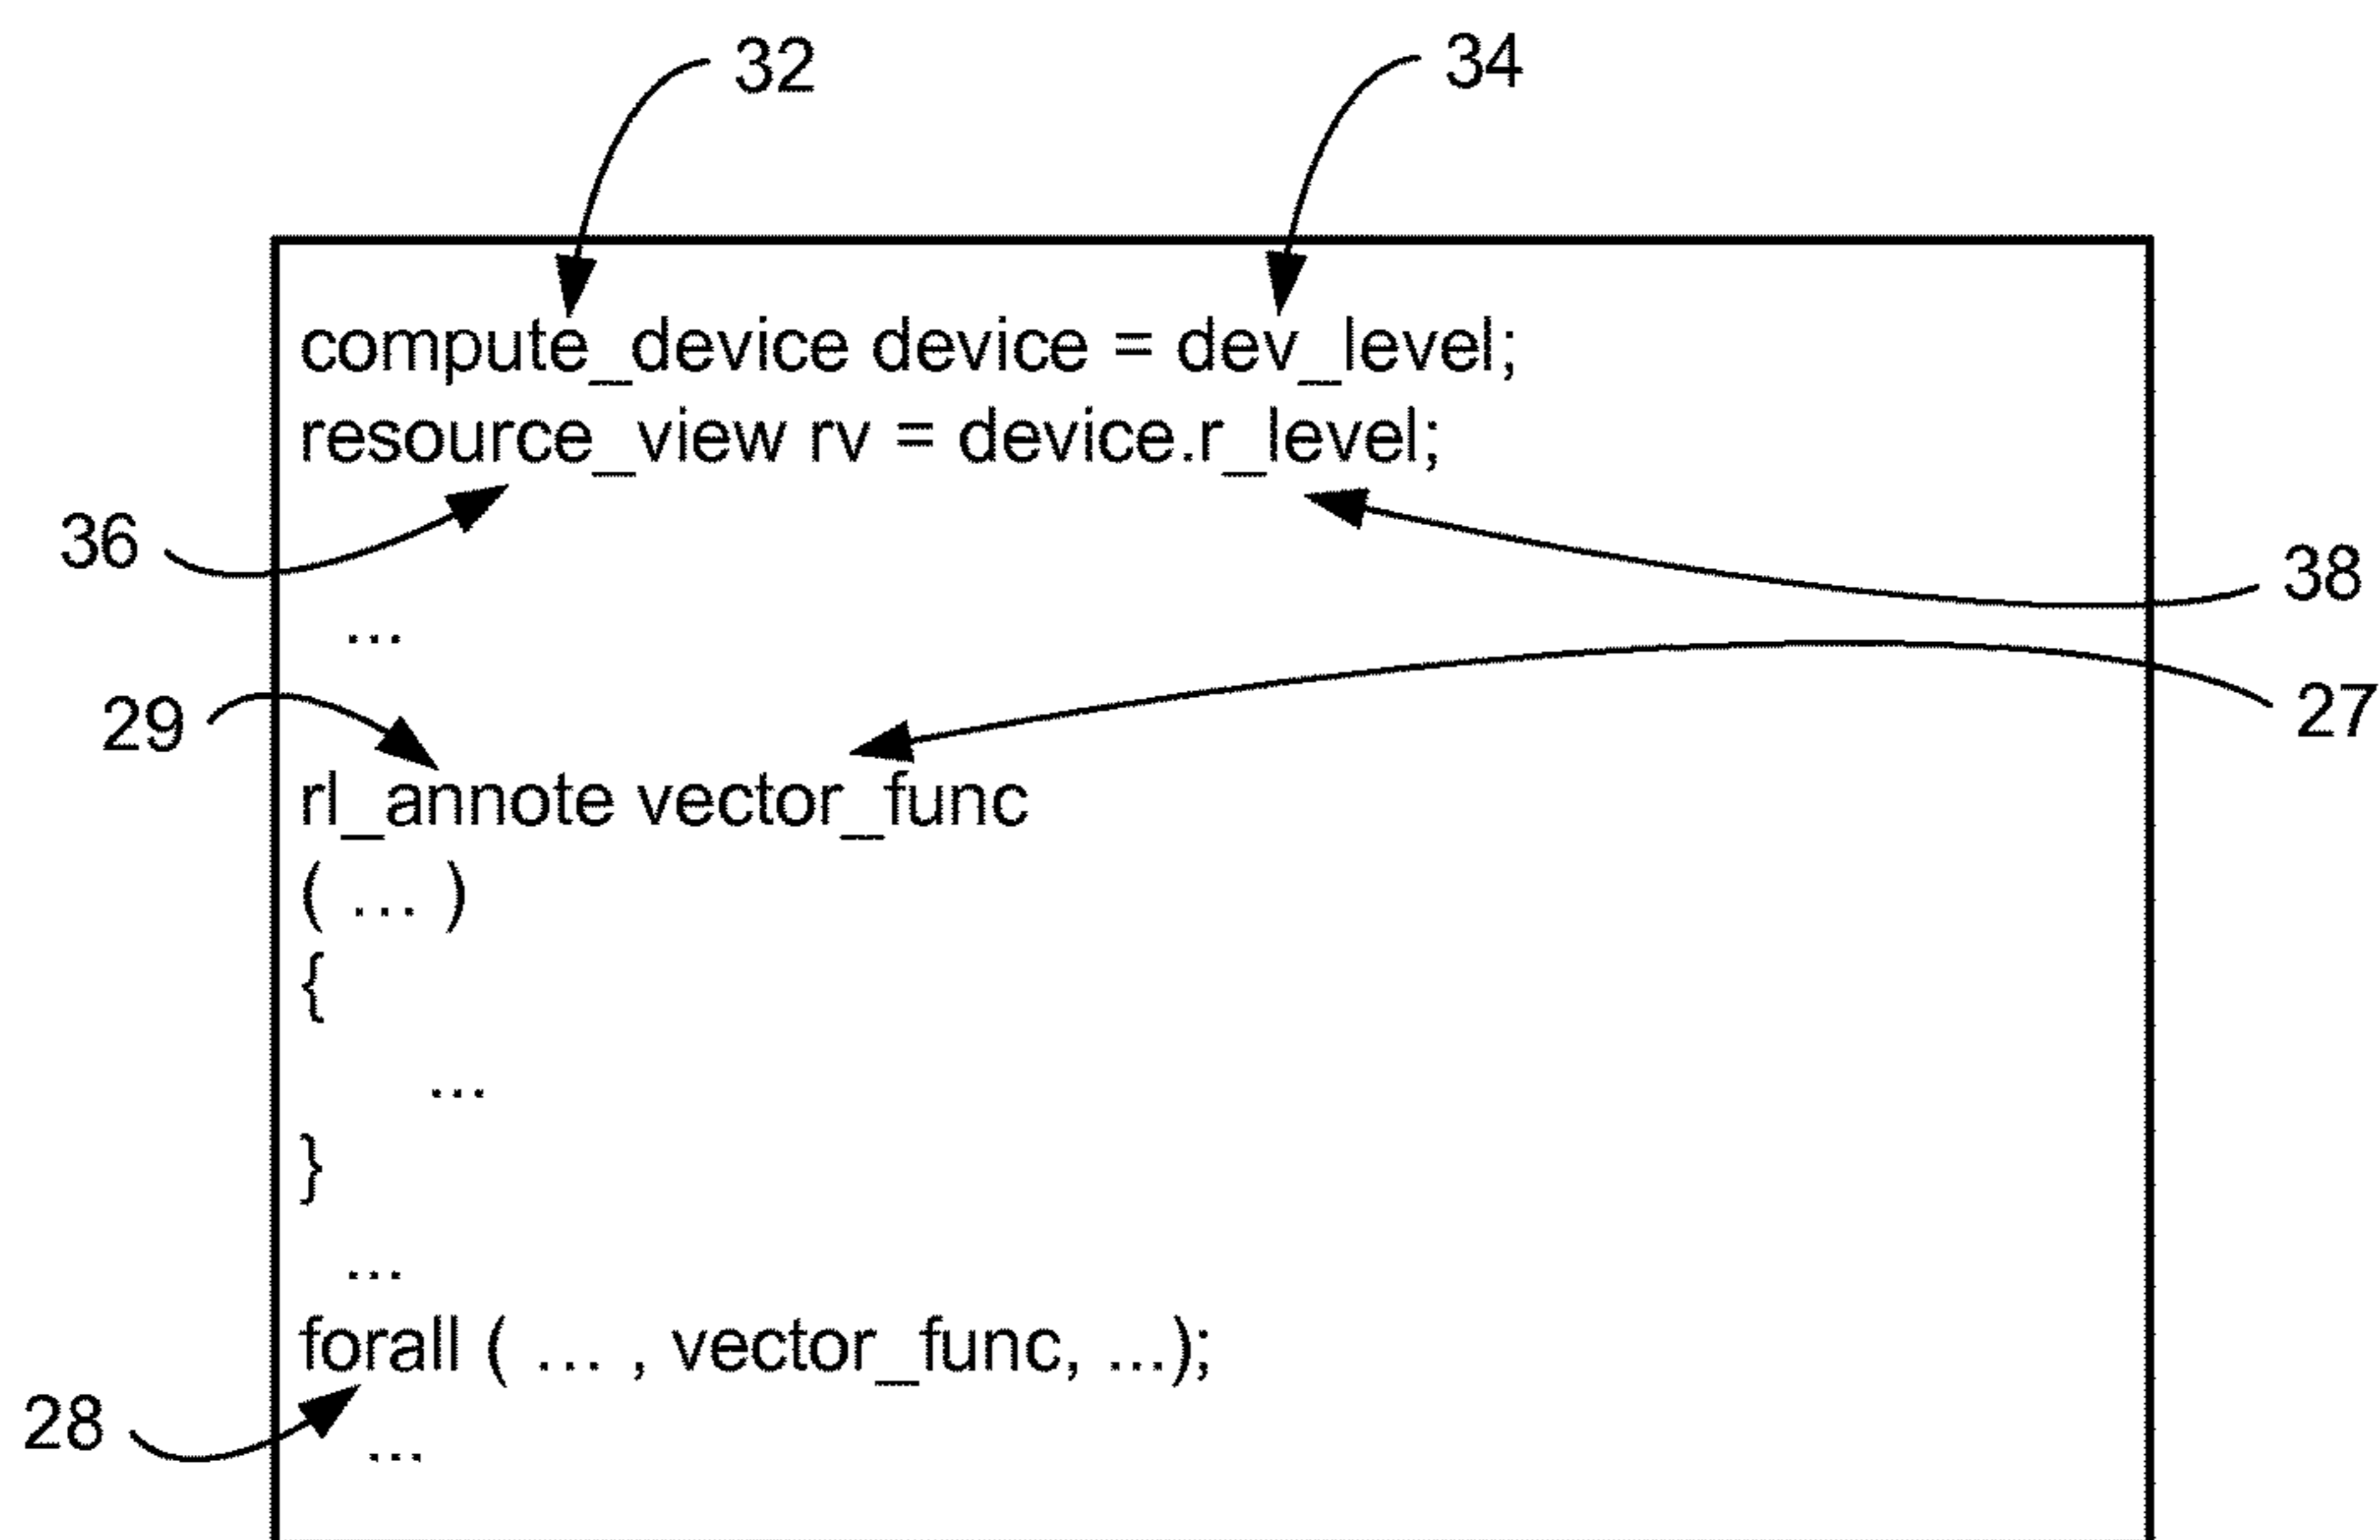 32 34
compute_device device = dev_level;
resource_view rv = device.r_level;
36
38
...
29
27
rl_annote vector_func
( ... )
{
...
}
...
forall ( ... , vector_func, ...);
28
...